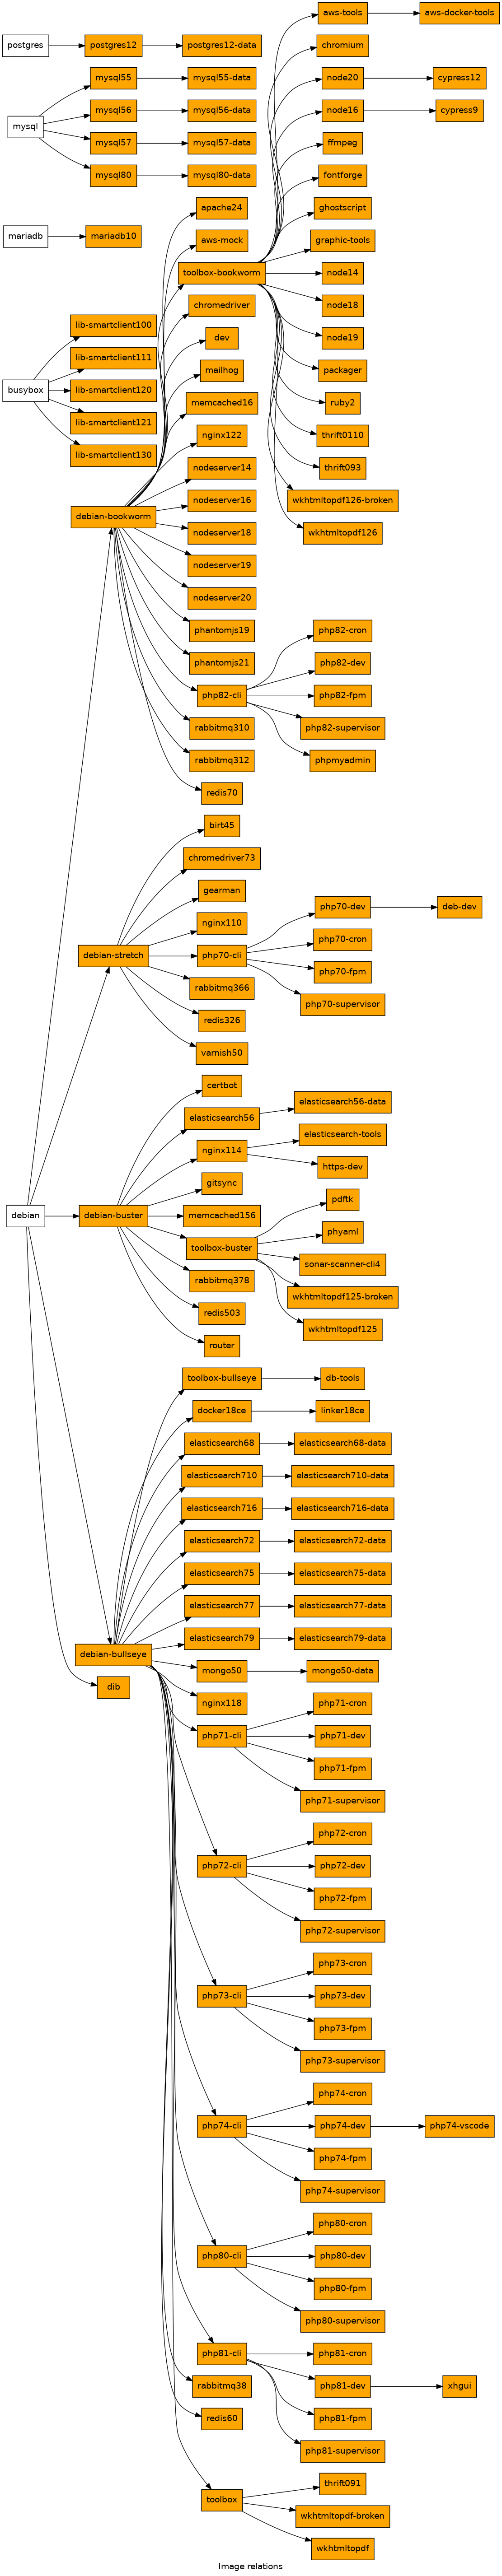 postgres
postgres12
postgres12-data
mysql
mysql55
mysql55-data
mysql56
mysql56-data
mysql57
mysql57-data
mysql80
mysql80-data
mariadb
mariadb10
busybox
lib-smartclient100
lib-smartclient111
lib-smartclient120
lib-smartclient121
lib-smartclient130
debian
debian-bookworm
apache24
aws-mock
toolbox-bookworm
aws-tools
aws-docker-tools
chromium
node20
cypress12
node16
cypress9
ffmpeg
fontforge
ghostscript
graphic-tools
node14
node18
node19
packager
ruby2
thrift0110
thrift093
wkhtmltopdf126-broken
wkhtmltopdf126
chromedriver
dev
mailhog
memcached16
nginx122
nodeserver14
nodeserver16
nodeserver18
nodeserver19
nodeserver20
phantomjs19
phantomjs21
php82-cli
php82-cron
php82-dev
php82-fpm
php82-supervisor
phpmyadmin
rabbitmq310
rabbitmq312
redis70
debian-stretch
birt45
chromedriver73
gearman
nginx110
php70-cli
php70-dev
deb-dev
php70-cron
php70-fpm
php70-supervisor
rabbitmq366
redis326
varnish50
debian-buster
certbot
elasticsearch56
elasticsearch56-data
nginx114
elasticsearch-tools
https-dev
gitsync
memcached156
toolbox-buster
pdftk
phyaml
sonar-scanner-cli4
wkhtmltopdf125-broken
wkhtmltopdf125
rabbitmq378
redis503
router
debian-bullseye
toolbox-bullseye
db-tools
docker18ce
linker18ce
elasticsearch68
elasticsearch68-data
elasticsearch710
elasticsearch710-data
elasticsearch716
elasticsearch716-data
elasticsearch72
elasticsearch72-data
elasticsearch75
elasticsearch75-data
elasticsearch77
elasticsearch77-data
elasticsearch79
elasticsearch79-data
mongo50
mongo50-data
nginx118
php71-cli
php71-cron
php71-dev
php71-fpm
php71-supervisor
php72-cli
php72-cron
php72-dev
php72-fpm
php72-supervisor
php73-cli
php73-cron
php73-dev
php73-fpm
php73-supervisor
php74-cli
php74-cron
php74-dev
php74-vscode
php74-fpm
php74-supervisor
php80-cli
php80-cron
php80-dev
php80-fpm
php80-supervisor
php81-cli
php81-cron
php81-dev
xhgui
php81-fpm
php81-supervisor
rabbitmq38
redis60
toolbox
thrift091
wkhtmltopdf-broken
wkhtmltopdf
dib
Image relations